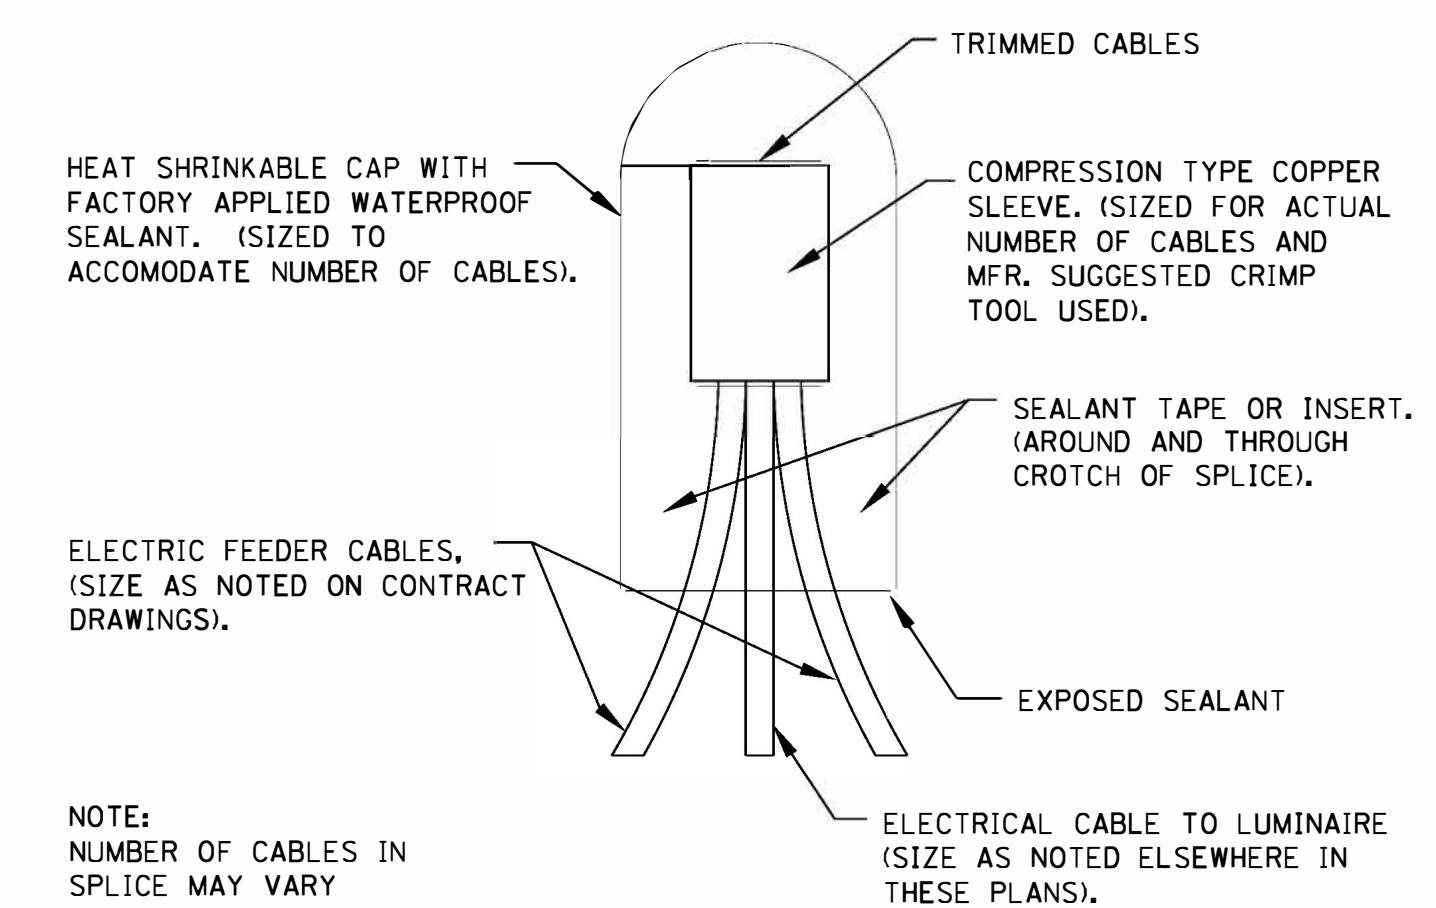 TRIMMED CABLES
HEAT SHRINKABLE CAP WITH
FACTORY APPLIED WATERPROOF
SEALANT. (SIZED TO
ACCOMODATE NUMBER OF CABLES).
COMPRESSION TYPE COPPER
SLEEVE. (SIZED FOR ACTUAL
NUMBER OF CABLES AND
MFR. SUGGESTED CRIMP
TOOL USED).
SEALANT TAPE OR INSERT.
(AROUND AND THROUGH
CROTCH OF SPLICE).
ELECTRIC FEEDER CABLES,
(SIZE AS NOTED ON CONTRACT
DRAWINGS).
EXPOSED SEALANT
NOTE:
NUMBER OF CABLES IN
SPLICE MAY VARY
ELECTRICAL CABLE TO LUMINAIRE
(SIZE AS NOTED ELSEWHERE IN
THESE PLANS).